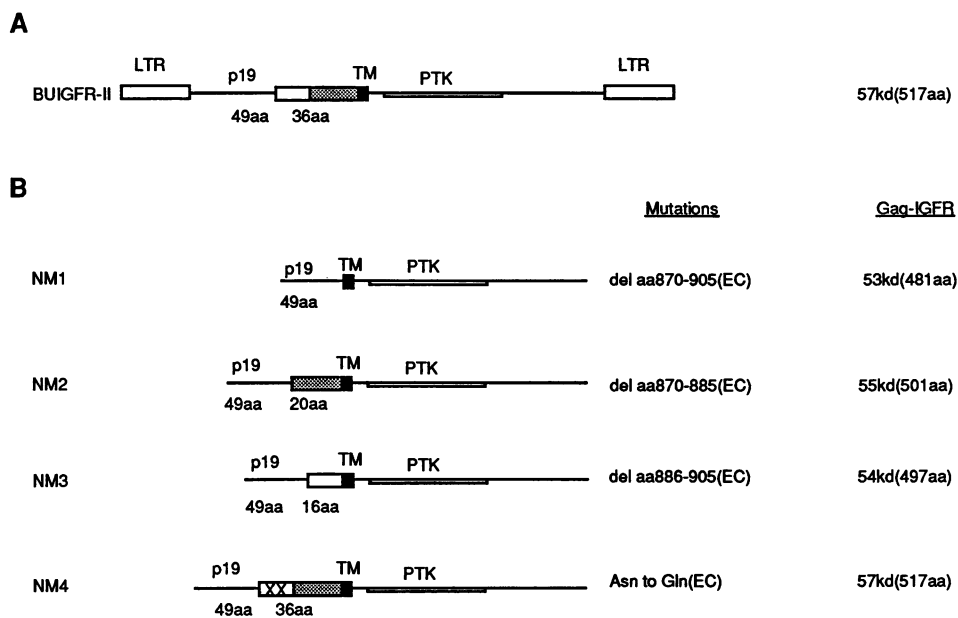 A
LTR p19 TM PTK LTR
BUIGFR-II 57kd(517aa)
49aa 36aa
B
Mutations Gag-IGFR
p19 TM PTK
NM1 del aa870-905(EC) 53kd(481aa)
49aa
p19 TM PTK
NM2 del aa870-885(EC) 55kd(501aa)
49aa 20aa
p19 TM PTK
NM3 del aa886-905(EC) 54kd(497aa)
49aa 16aa
p19 TM PTK
NM4 XX Asn to Gln(EC) 57kd(517aa)
49aa 36aa